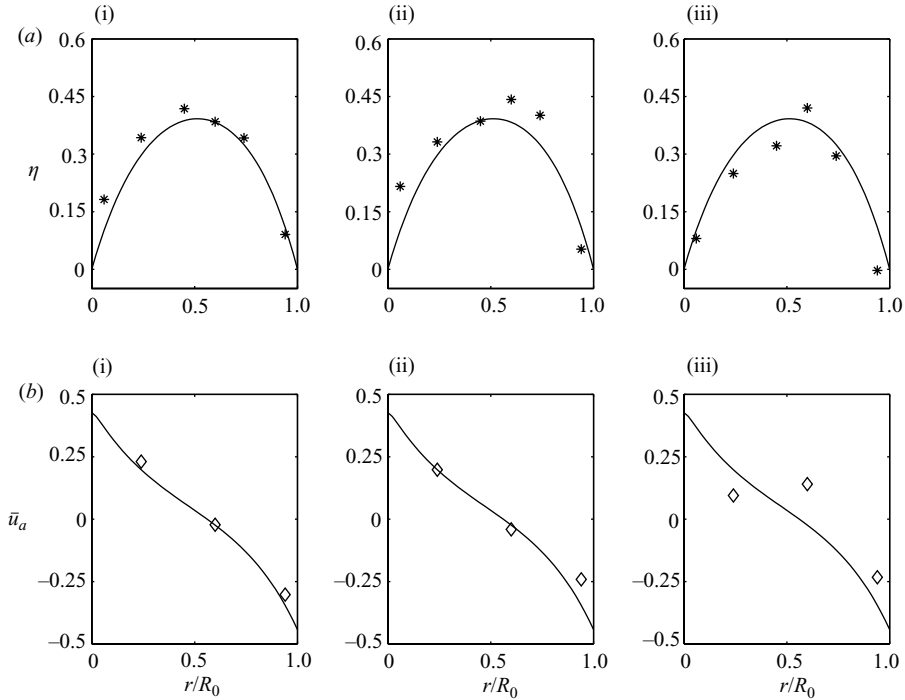 (i) (ii) (iii)
(a) 0.6 0.6 0.6
0.45 0.45 0.45
η 0.3 0.3 0.3
0.15 0.15 0.15
0 0 0
0 0.5 1.0 0 0.5 1.0 0 0.5 1.0
(i) (ii) (iii)
(b) 0.5 0.5 0.5
0.25 0.25 0.25
ū_a 0 0 0
–0.25 –0.25 –0.25
–0.5 –0.5 –0.5
0 0.5 1.0 0 0.5 1.0 0 0.5 1.0
r/R₀ r/R₀ r/R₀